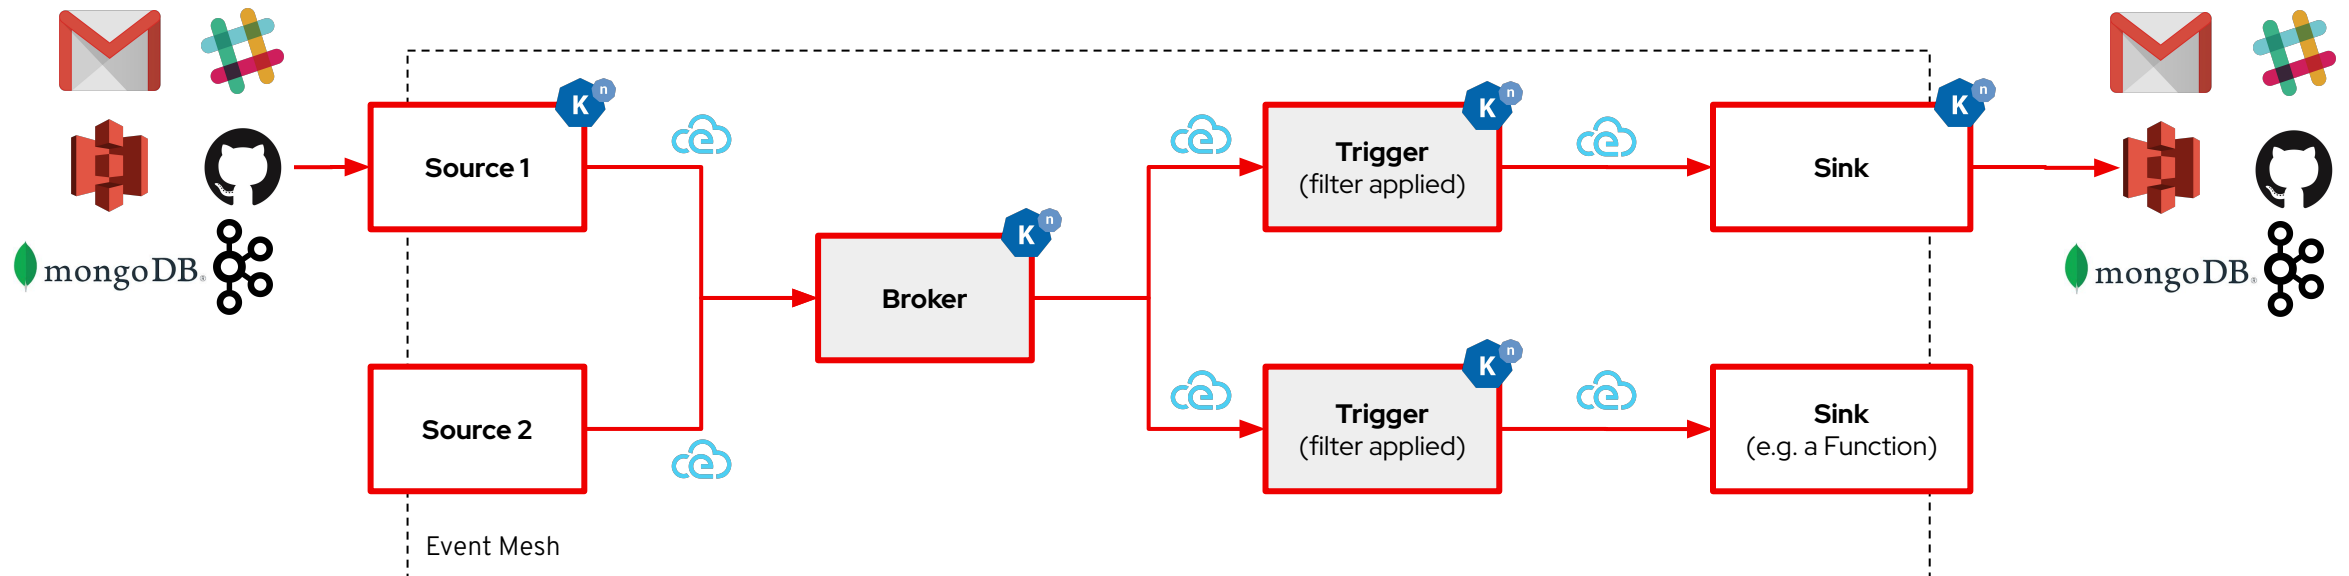 Source 1
K n
mongoDB®
Source 2
Event Mesh
Broker
K n
Trigger
(filter applied)
K n
Trigger
(filter applied)
K n
Sink
K n
Sink
(e.g. a Function)
mongoDB®